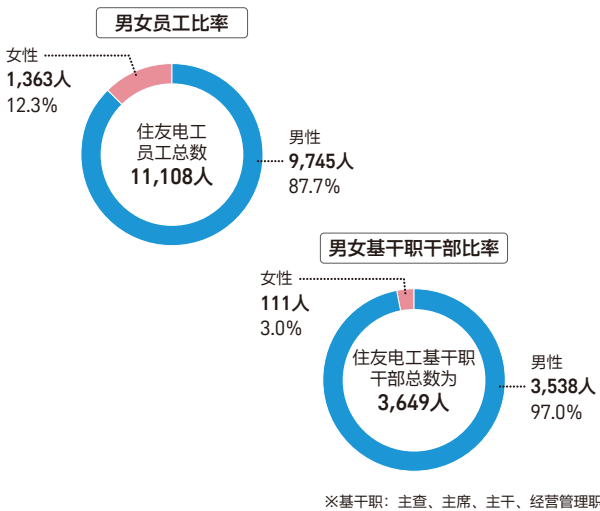 男女员工比率
女性
1,363人
12.3%
住友电工
员工总数
11,108人
男性
9,745人
87.7%
男女基干职干部比率
女性
111人
3.0%
住友电工基干职
干部总数为
3,649人
男性
3,538人
97.0%
※基干职：主查、主席、主干、经营管理职